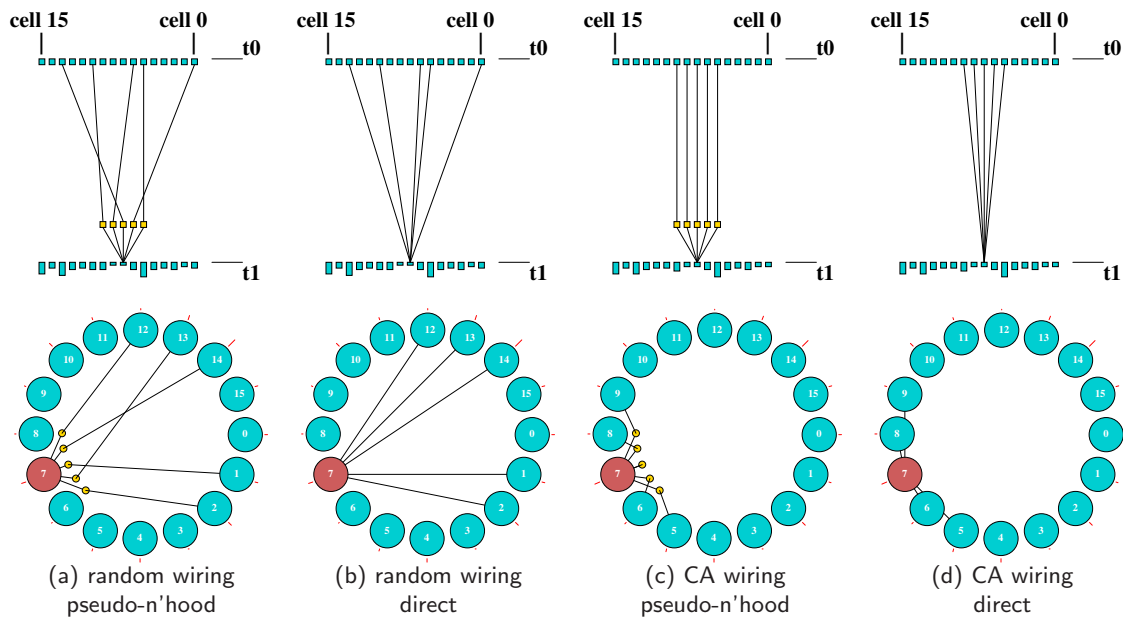 cell 15 cell 0 cell 15 cell 0 cell 15 cell 0 cell 15 cell 0
t0 t0 t0 t0
t1 t1 t1 t1
12 12 12 12
11 13 11 13 11 13 11 13
10 14 10 14 10 14 10 14
9 15 9 15 9 15 9 15
8 0 8 0 8 0 8 0
7 1 7 1 7 1 7 1
6 2 6 2 6 2 6 2
5 3 5 3 5 3 5 3
4 4 4 4
(a) random wiring (b) random wiring (c) CA wiring (d) CA wiring
pseudo-n'hood direct pseudo-n'hood direct